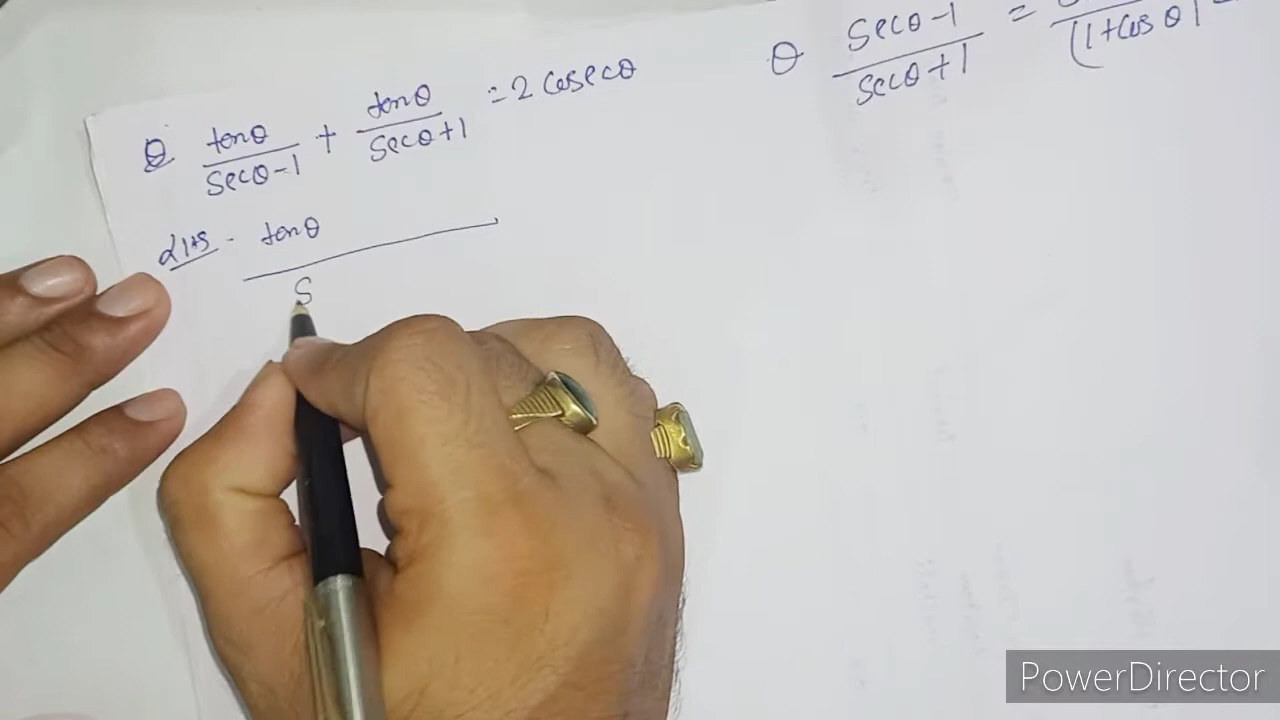 Q tanθ/secθ-1 + tanθ/secθ+1 = 2 cosecθ
LHS - tanθ
S
Q secθ-1/secθ+1 = /(1+cosθ)
PowerDirector